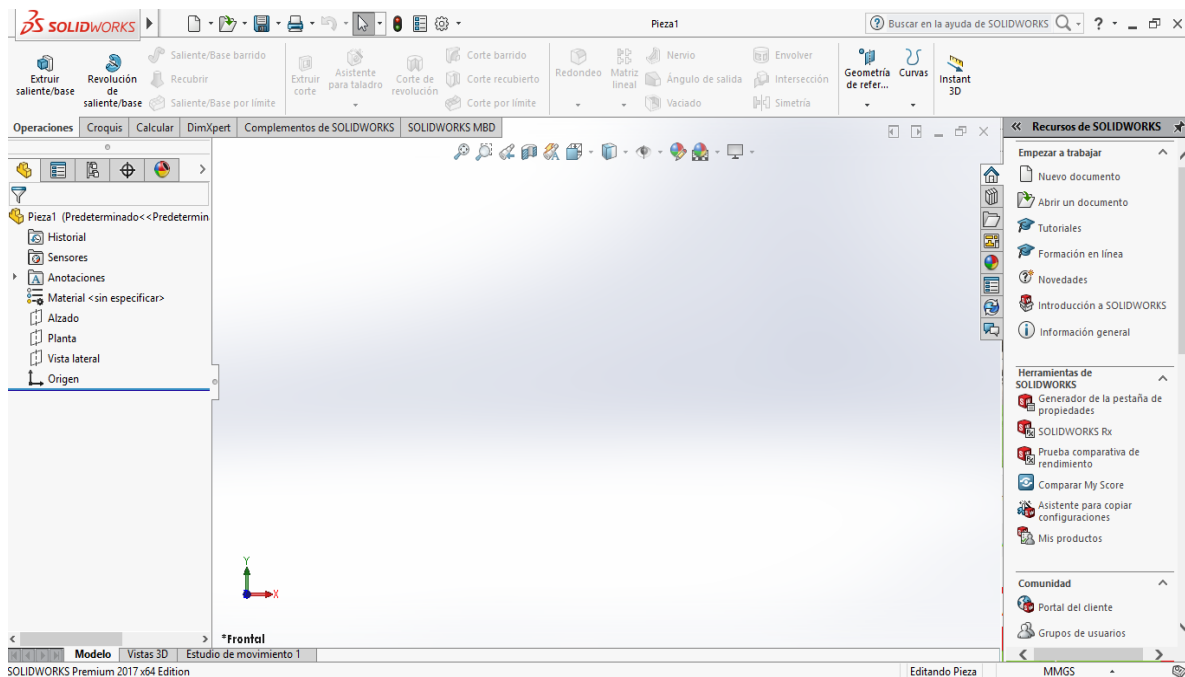 SOLIDWORKS
Pieza1
Buscar en la ayuda de SOLIDWORKS
?
Extruir
saliente/base
Revolución
de
saliente/base
Saliente/Base barrido
Recubrir
Saliente/Base por límite
Extruir
corte
Asistente
para taladro
Corte de
revolución
Corte barrido
Corte recubierto
Corte por límite
Redondeo
Matriz
lineal
Nervio
Ángulo de salida
Vaciado
Envolver
Intersección
Simetría
Geometría
de refer...
Curvas
Instant
3D
Operaciones
Croquis
Calcular
DimXpert
Complementos de SOLIDWORKS
SOLIDWORKS MBD
Pieza1 (Predeterminado<<Predetermin
Historial
Sensores
Anotaciones
Material <sin especificar>
Alzado
Planta
Vista lateral
Origen
Y
X
*Frontal
Recursos de SOLIDWORKS
Empezar a trabajar
Nuevo documento
Abrir un documento
Tutoriales
Formación en línea
Novedades
Introducción a SOLIDWORKS
Información general
Herramientas de
SOLIDWORKS
Generador de la pestaña de
propiedades
SOLIDWORKS Rx
Prueba comparativa de
rendimiento
Comparar My Score
Asistente para copiar
configuraciones
Mis productos
Comunidad
Portal del cliente
Grupos de usuarios
Modelo
Vistas 3D
Estudio de movimiento 1
SOLIDWORKS Premium 2017 x64 Edition
Editando Pieza
MMGS